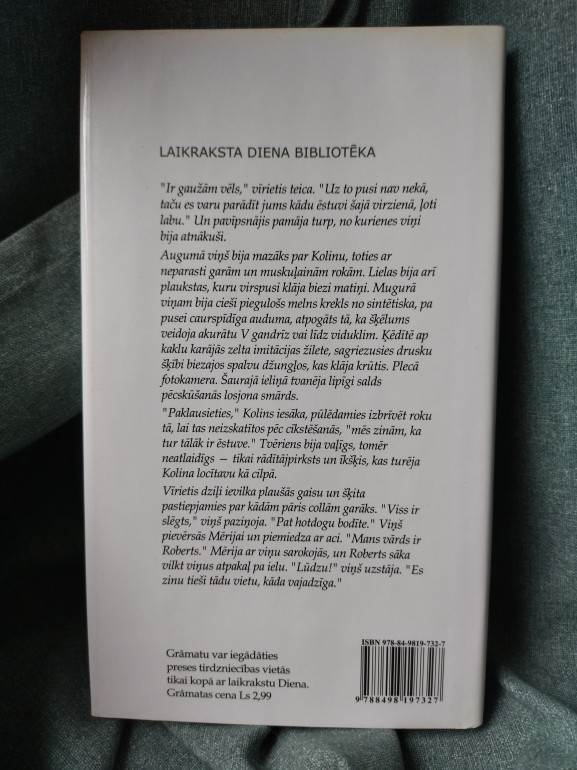 LAIKRAKSTA DIENA BIBLIOTĒKA
"Ir gaužām vēls," vīrietis teica. "Uz to pusi nav nekā,
taču es varu parādīt jums kādu ēstuvi šajā virzienā, ļoti
labu." Un pavīpsnājis pamāja turp, no kurienes viņi
bija atnākuši.
Augumā viņš bija mazāks par Kolinu, toties ar
neparasti garām un muskuļainām rokām. Lielas bija arī
plaukstas, kuru virspusi klāja biezi matiņi. Mugurā
viņam bija cieši piegulošs melns krekls no sintētiska, pa
pusei caurspīdīga auduma, atpogāts tā, ka šķēlums
veidoja akurātu V gandrīz vai līdz viduklim. Ķēdītē ap
kaklu karājās zelta imitācijas žilete, sagriezusies drusku
šķībi biezajos spalvu džungļos, kas klāja krūtis. Plecā
fotokamera. Šaurajā ieliņā tvanēja lipīgi salds
pēcskūšanās losjona smārds.
"Paklausieties," Kolins iesāka, pūlēdamies izbrīvēt roku
tā, lai tas neizskatītos pēc cīkstēšanās, "mēs zinām, ka
tur tālāk ir ēstuve." Tvēriens bija vaļīgs, tomēr
neatlaidīgs — tikai rādītājpirksts un īkšķis, kas turēja
Kolina locītavu kā cilpā.
Vīrietis dziļi ievilka plaušās gaisu un šķita
pastiepjamies par kādām pāris collām garāks. "Viss ir
slēgts," viņš paziņoja. "Pat hotdogu bodīte." Viņš
pievērsās Mērijai un piemiedza ar aci. "Mans vārds ir
Roberts." Mērija ar viņu sarokojās, un Roberts sāka
vilkt viņus atpakaļ pa ielu. "Lūdzu!" viņš uzstāja. "Es
zinu tieši tādu vietu, kāda vajadzīga."
Grāmatu var iegādāties
preses tirdzniecības vietās
tikai kopā ar laikrakstu Diena.
Grāmatas cena Ls 2,99
ISBN 978-84-9819-732-7
9 788498 197327